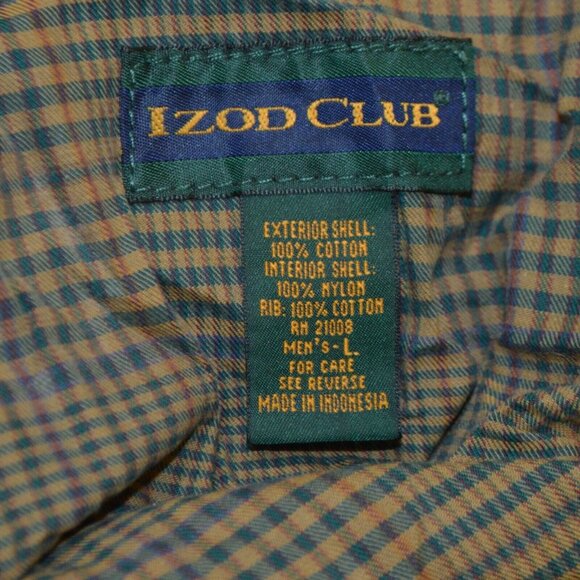 IZOD CLUB®
EXTERIOR SHELL:
100% COTTON
INTERIOR SHELL:
100% NYLON
RIB: 100% COTTON
RN 21008
MEN'S-L
FOR CARE
SEE REVERSE
MADE IN INDONESIA